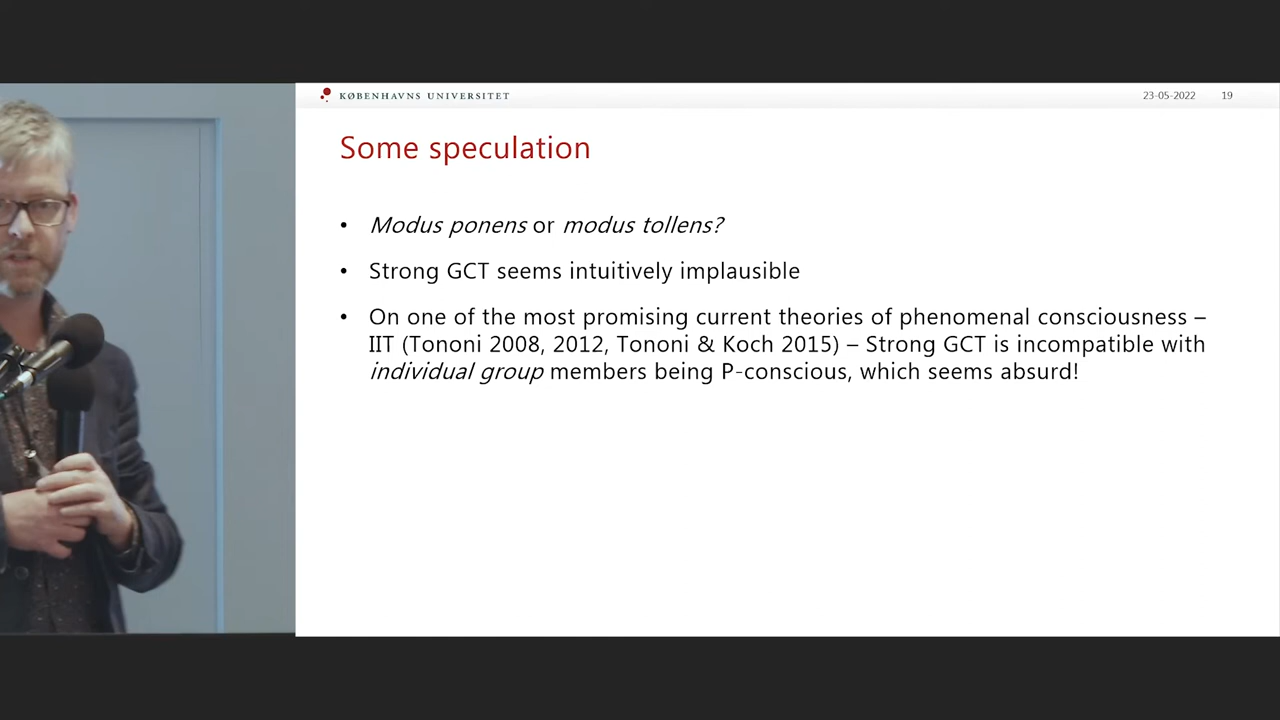 KØBENHAVNS UNIVERSITET
23-05-2022 19
Some speculation
• Modus ponens or modus tollens?
• Strong GCT seems intuitively implausible
• On one of the most promising current theories of phenomenal consciousness –
IIT (Tononi 2008, 2012, Tononi & Koch 2015) – Strong GCT is incompatible with
individual group members being P-conscious, which seems absurd!